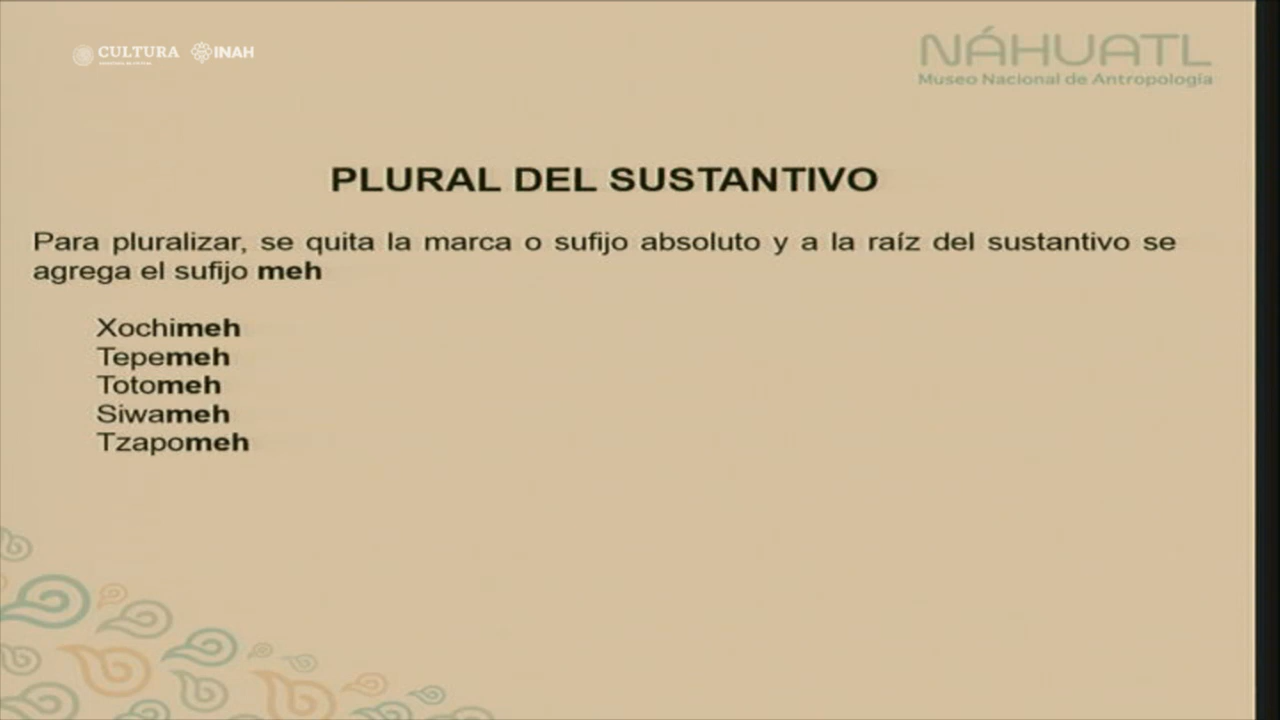 CULTURA INAH
NÁHUATL
Museo Nacional de Antropología
PLURAL DEL SUSTANTIVO
Para pluralizar, se quita la marca o sufijo absoluto y a la raíz del sustantivo se
agrega el sufijo meh
Xochimeh
Tepemeh
Totomeh
Siwameh
Tzapomeh